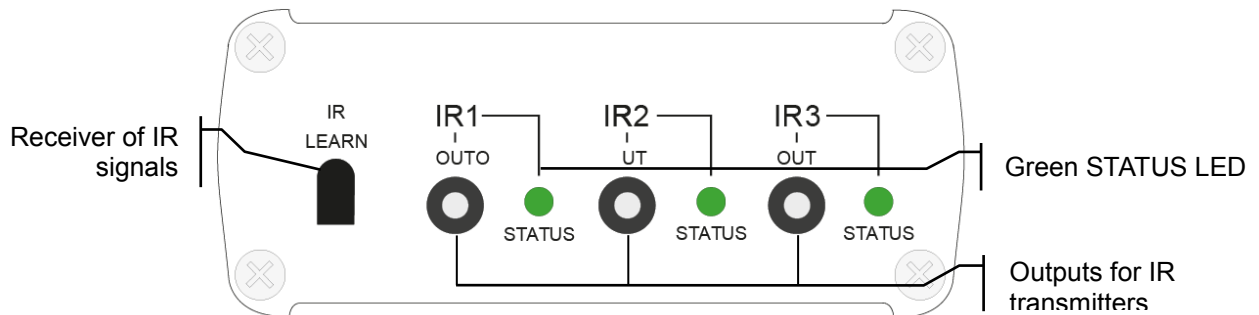 Receiver of IR
signals
IR
LEARN
IR1
OUTO
STATUS
IR2
UT
STATUS
IR3
OUT
STATUS
Green STATUS LED
Outputs for IR
transmitters